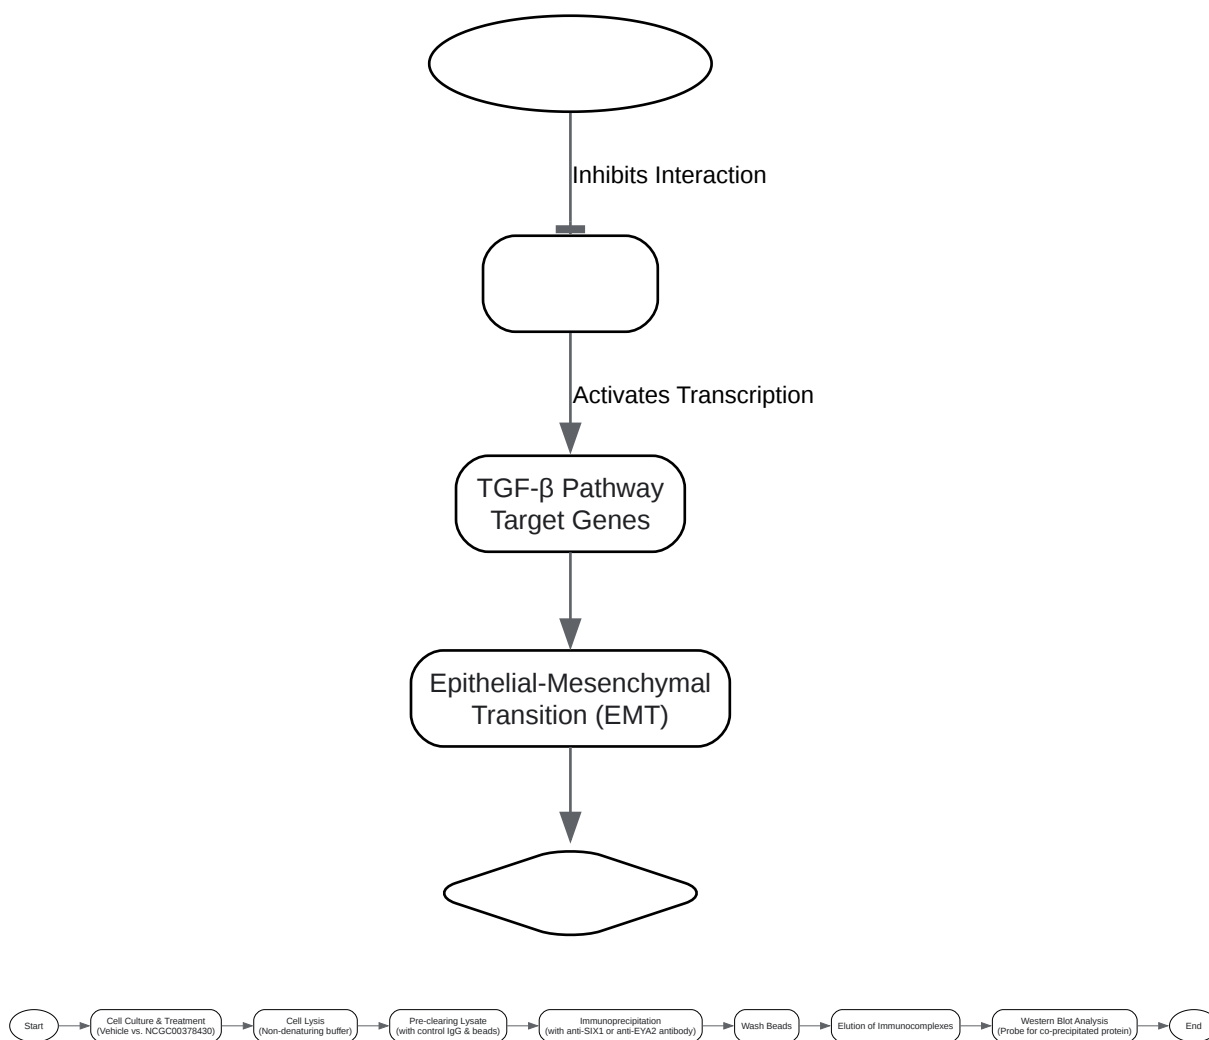 Inhibits Interaction
Activates Transcription
TGF-β Pathway
Target Genes
Epithelial-Mesenchymal
Transition (EMT)
Start
Cell Culture & Treatment
(Vehicle vs. NCGC00378430)
Cell Lysis
(Non-denaturing buffer)
Pre-clearing Lysate
(with control IgG & beads)
Immunoprecipitation
(with anti-SIX1 or anti-EYA2 antibody)
Wash Beads
Elution of Immunocomplexes
Western Blot Analysis
(Probe for co-precipitated protein)
End